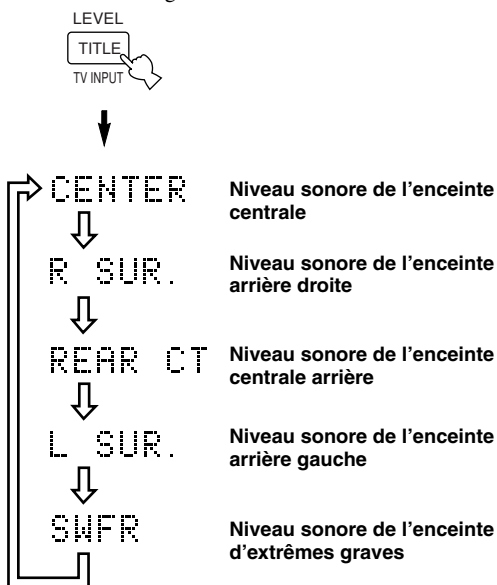 LEVEL
TITLE
TV INPUT
CENTER
Niveau sonore de l'enceinte
centrale
R SUR.
Niveau sonore de l'enceinte
arrière droite
REAR CT
Niveau sonore de l'enceinte
centrale arrière
L SUR.
Niveau sonore de l'enceinte
arrière gauche
SWFR
Niveau sonore de l'enceinte
d'extrêmes graves